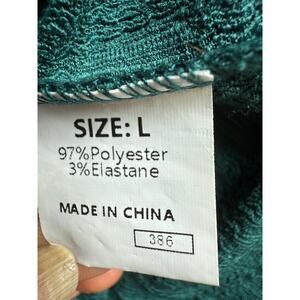 SIZE: L
97%Polyester
3%Elastane
MADE IN CHINA
386